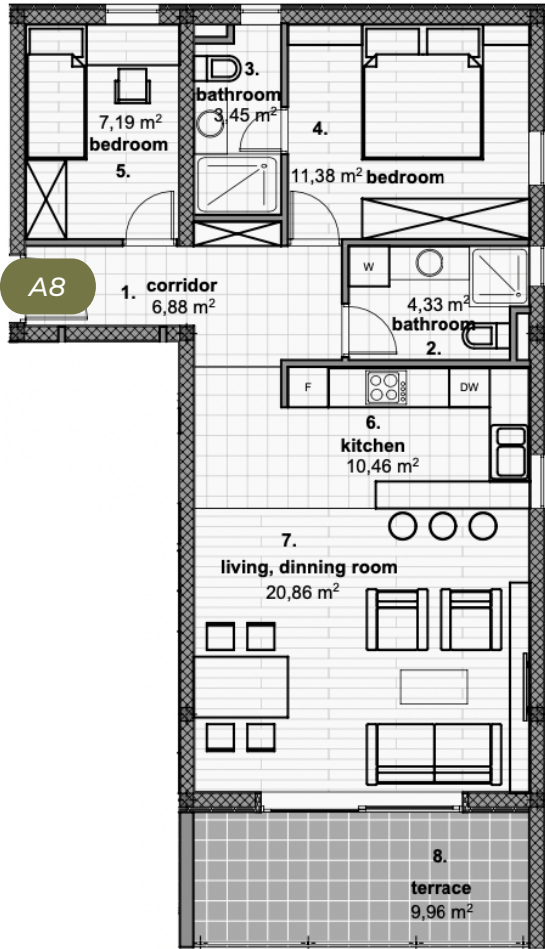 3.
bathroom
3,45 m²
7,19 m²
bedroom
5.
4.
11,38 m² bedroom
A8
1. corridor
6,88 m²
W
4,33 m²
bathroom
2.
F
DW
6.
kitchen
10,46 m²
7.
living, dinning room
20,86 m²
8.
terrace
9,96 m²